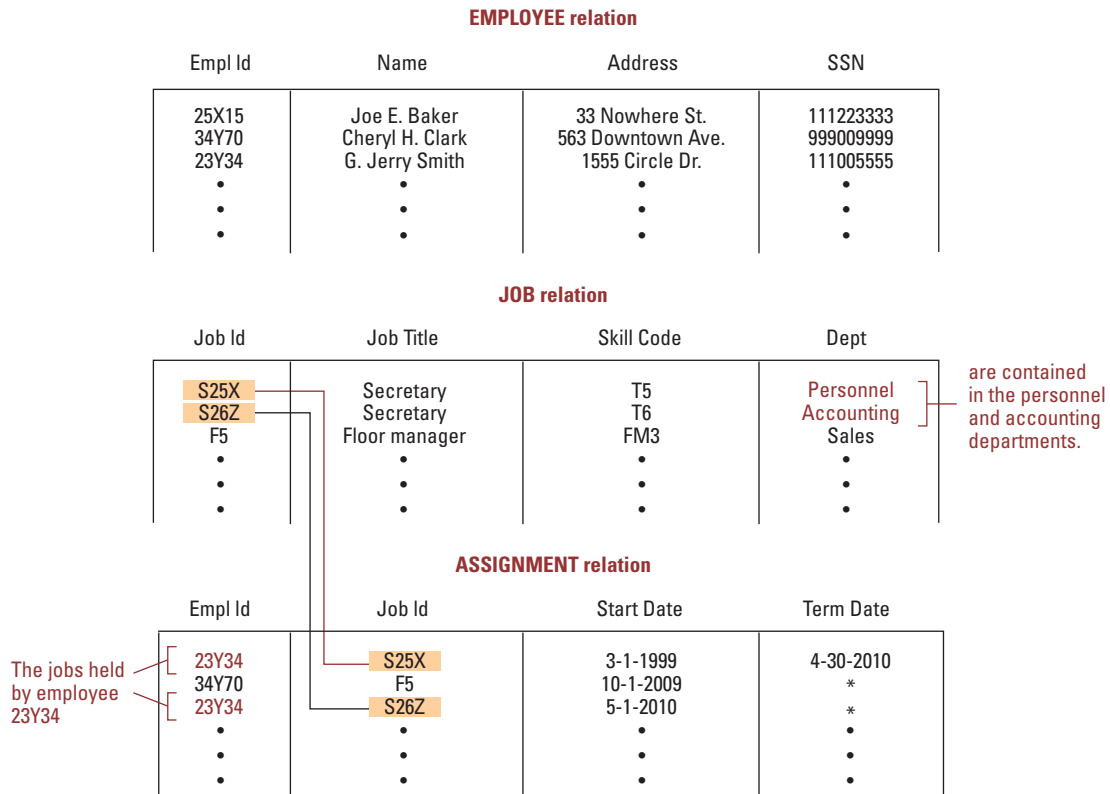 EMPLOYEE relation
Empl Id Name Address SSN
25X15 Joe E. Baker 33 Nowhere St. 111223333
34Y70 Cheryl H. Clark 563 Downtown Ave. 999009999
23Y34 G. Jerry Smith 1555 Circle Dr. 111005555
JOB relation
Job Id Job Title Skill Code Dept
S25X Secretary T5 Personnel
S26Z Secretary T6 Accounting
F5 Floor manager FM3 Sales
are contained
in the personnel
and accounting
departments.
ASSIGNMENT relation
Empl Id Job Id Start Date Term Date
23Y34 S25X 3-1-1999 4-30-2010
34Y70 F5 10-1-2009 *
23Y34 S26Z 5-1-2010 *
The jobs held
by employee
23Y34